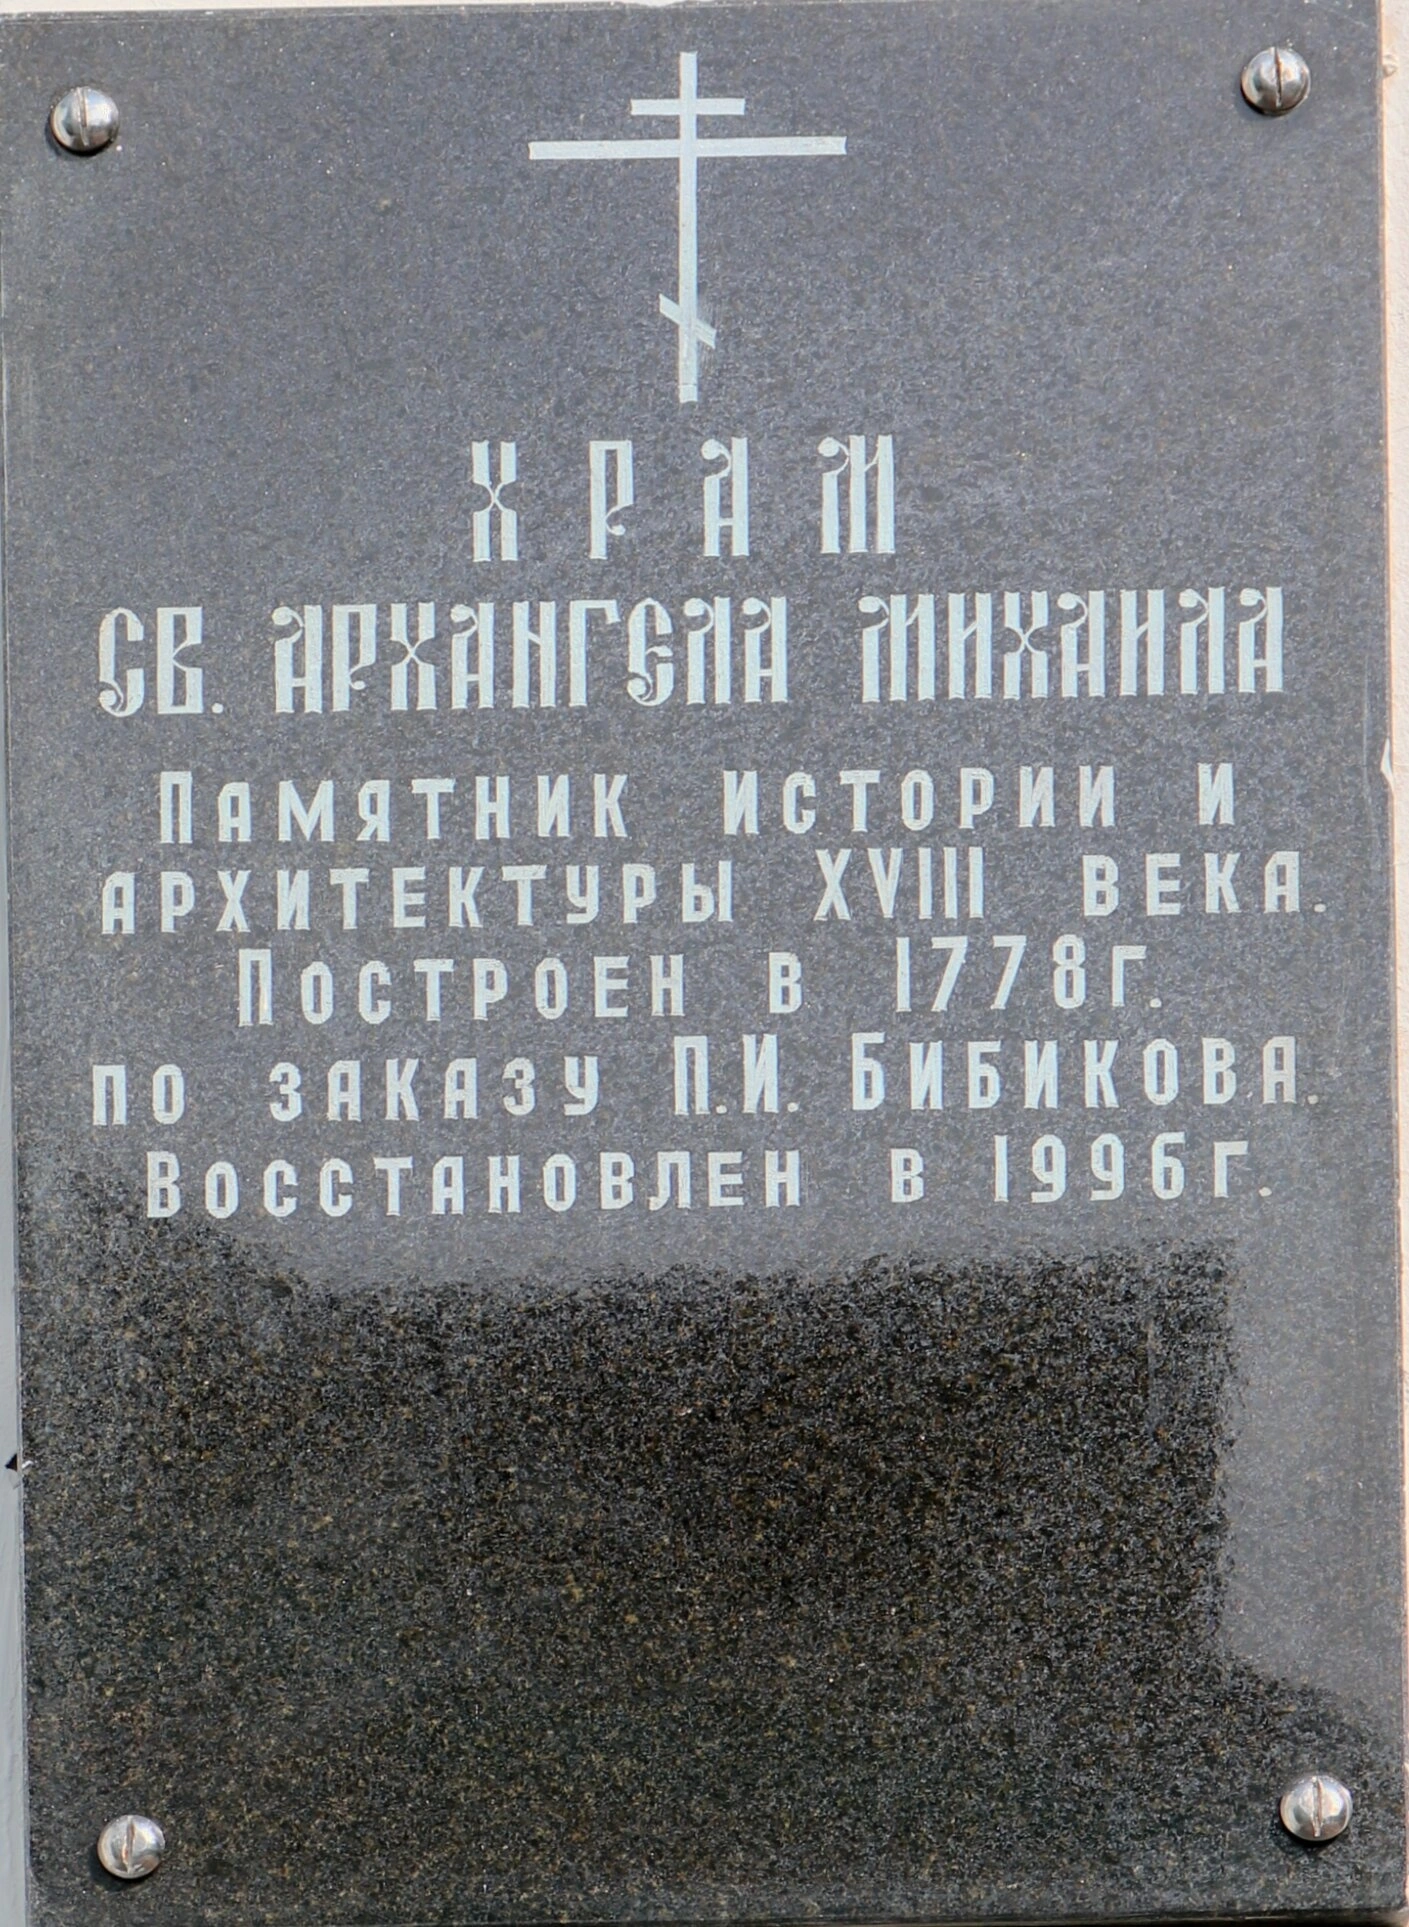 ХРАМ
СВ. АРХАНГЕЛА МИХАИЛА
Памятник истории и
архитектуры XVIII века.
Построен в 1778г.
по заказу П.И. Бибикова.
Восстановлен в 1996г.